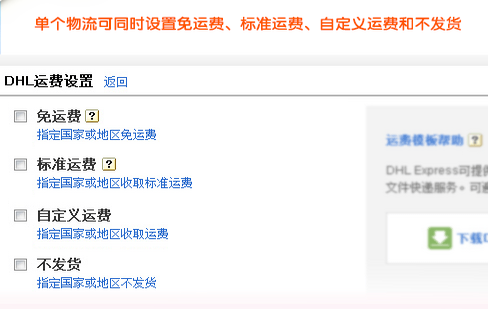 单个物流可同时设置免运费、标准运费、自定义运费和不发货
DHL运费设置 返回
免运费 ?
指定国家或地区免运费
标准运费 ?
指定国家或地区收取标准运费
自定义运费
指定国家或地区收取运费
不发货
指定国家或地区不发货
运费模板帮助 ?
DHL Express可提
文件快递服务。可
下载